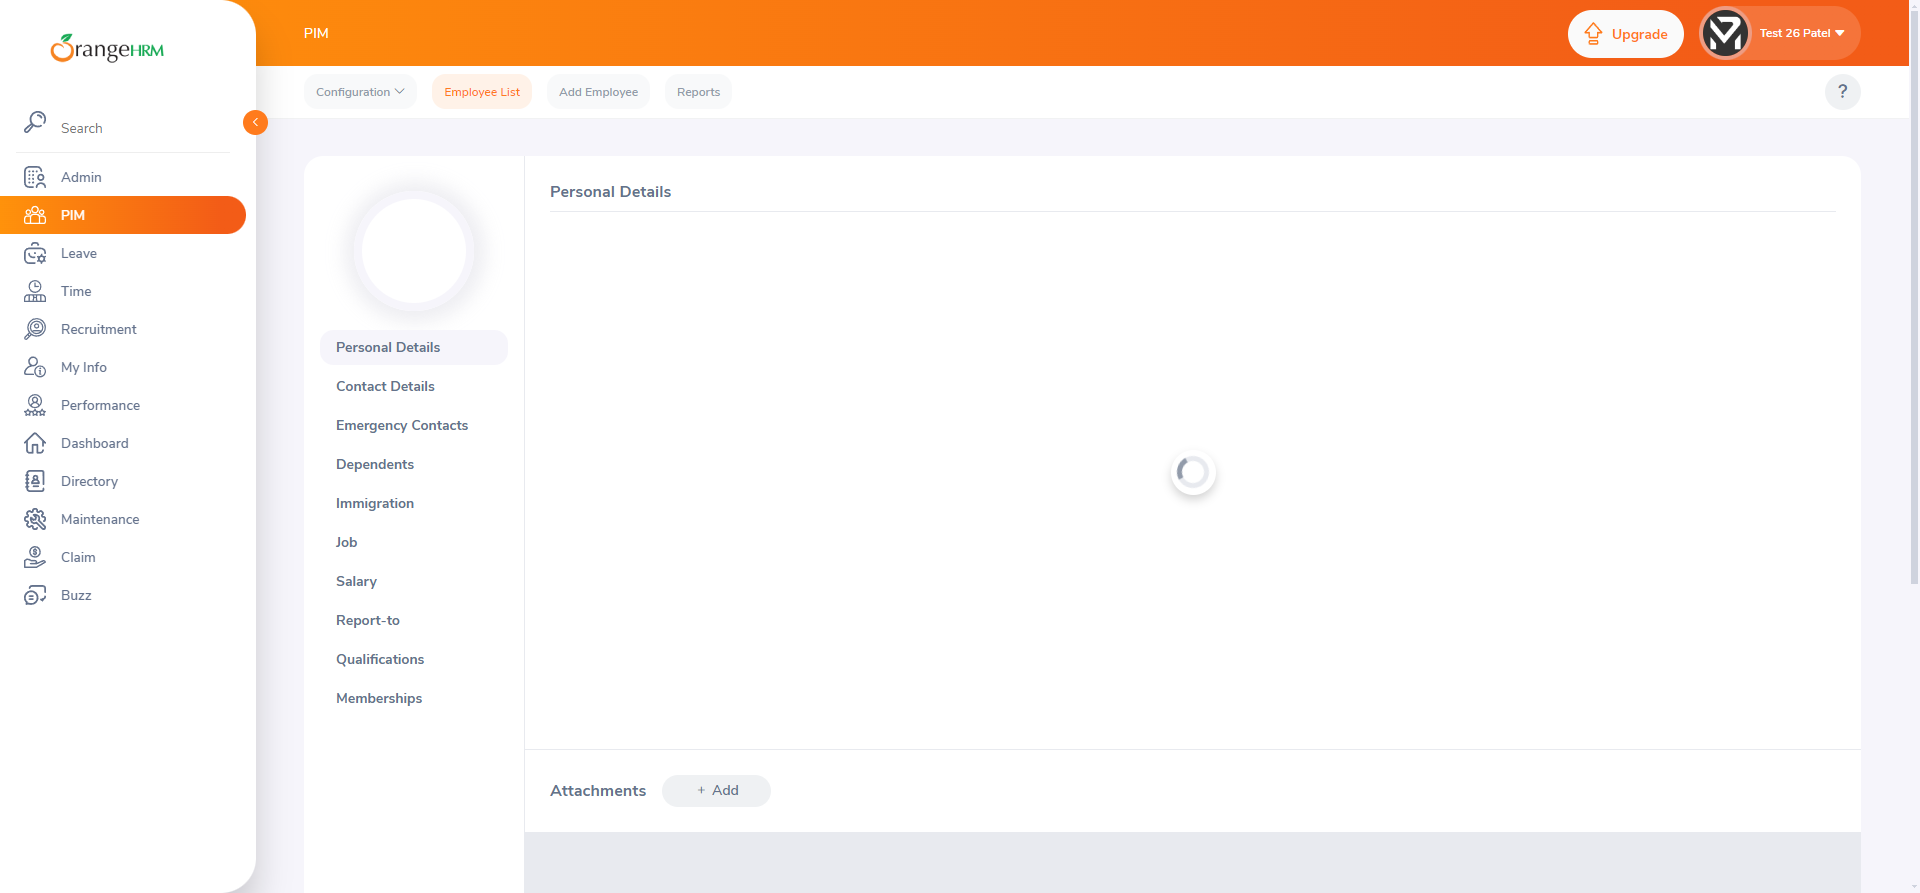 OrangeHRM
Search
Admin
PIM
Leave
Time
Recruitment
My Info
Performance
Dashboard
Directory
Maintenance
Claim
Buzz
PIM
Upgrade
Test 26 Patel
Configuration
Employee List
Add Employee
Reports
?
Personal Details
Contact Details
Emergency Contacts
Dependents
Immigration
Job
Salary
Report-to
Qualifications
Memberships
Personal Details
Attachments
+ Add